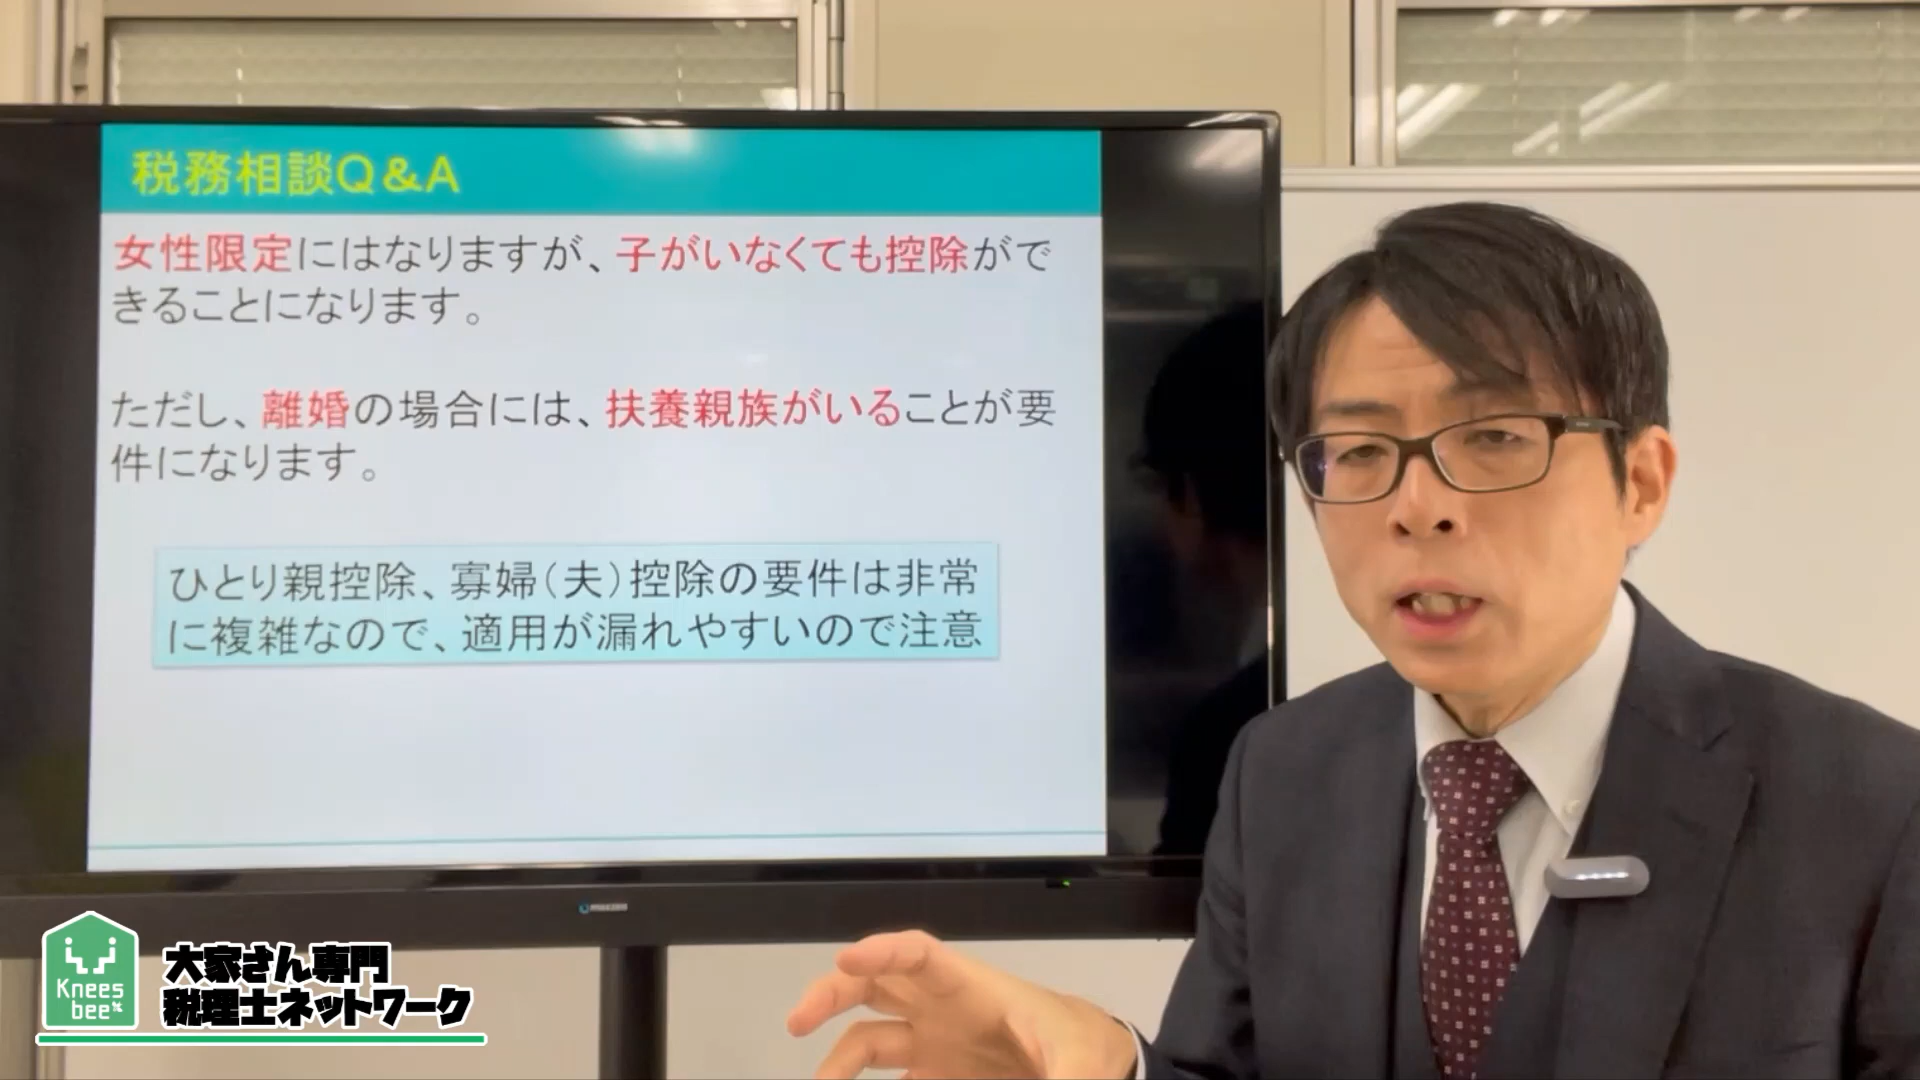 税務相談Q&A
女性限定にはなりますが、子がいなくても控除がで
きることになります。
ただし、離婚の場合には、扶養親族がいることが要
件になります。
ひとり親控除、寡婦(夫)控除の要件は非常
に複雑なので、適用が漏れやすいので注意
Knees
bee
大家さん専門
税理士ネットワーク